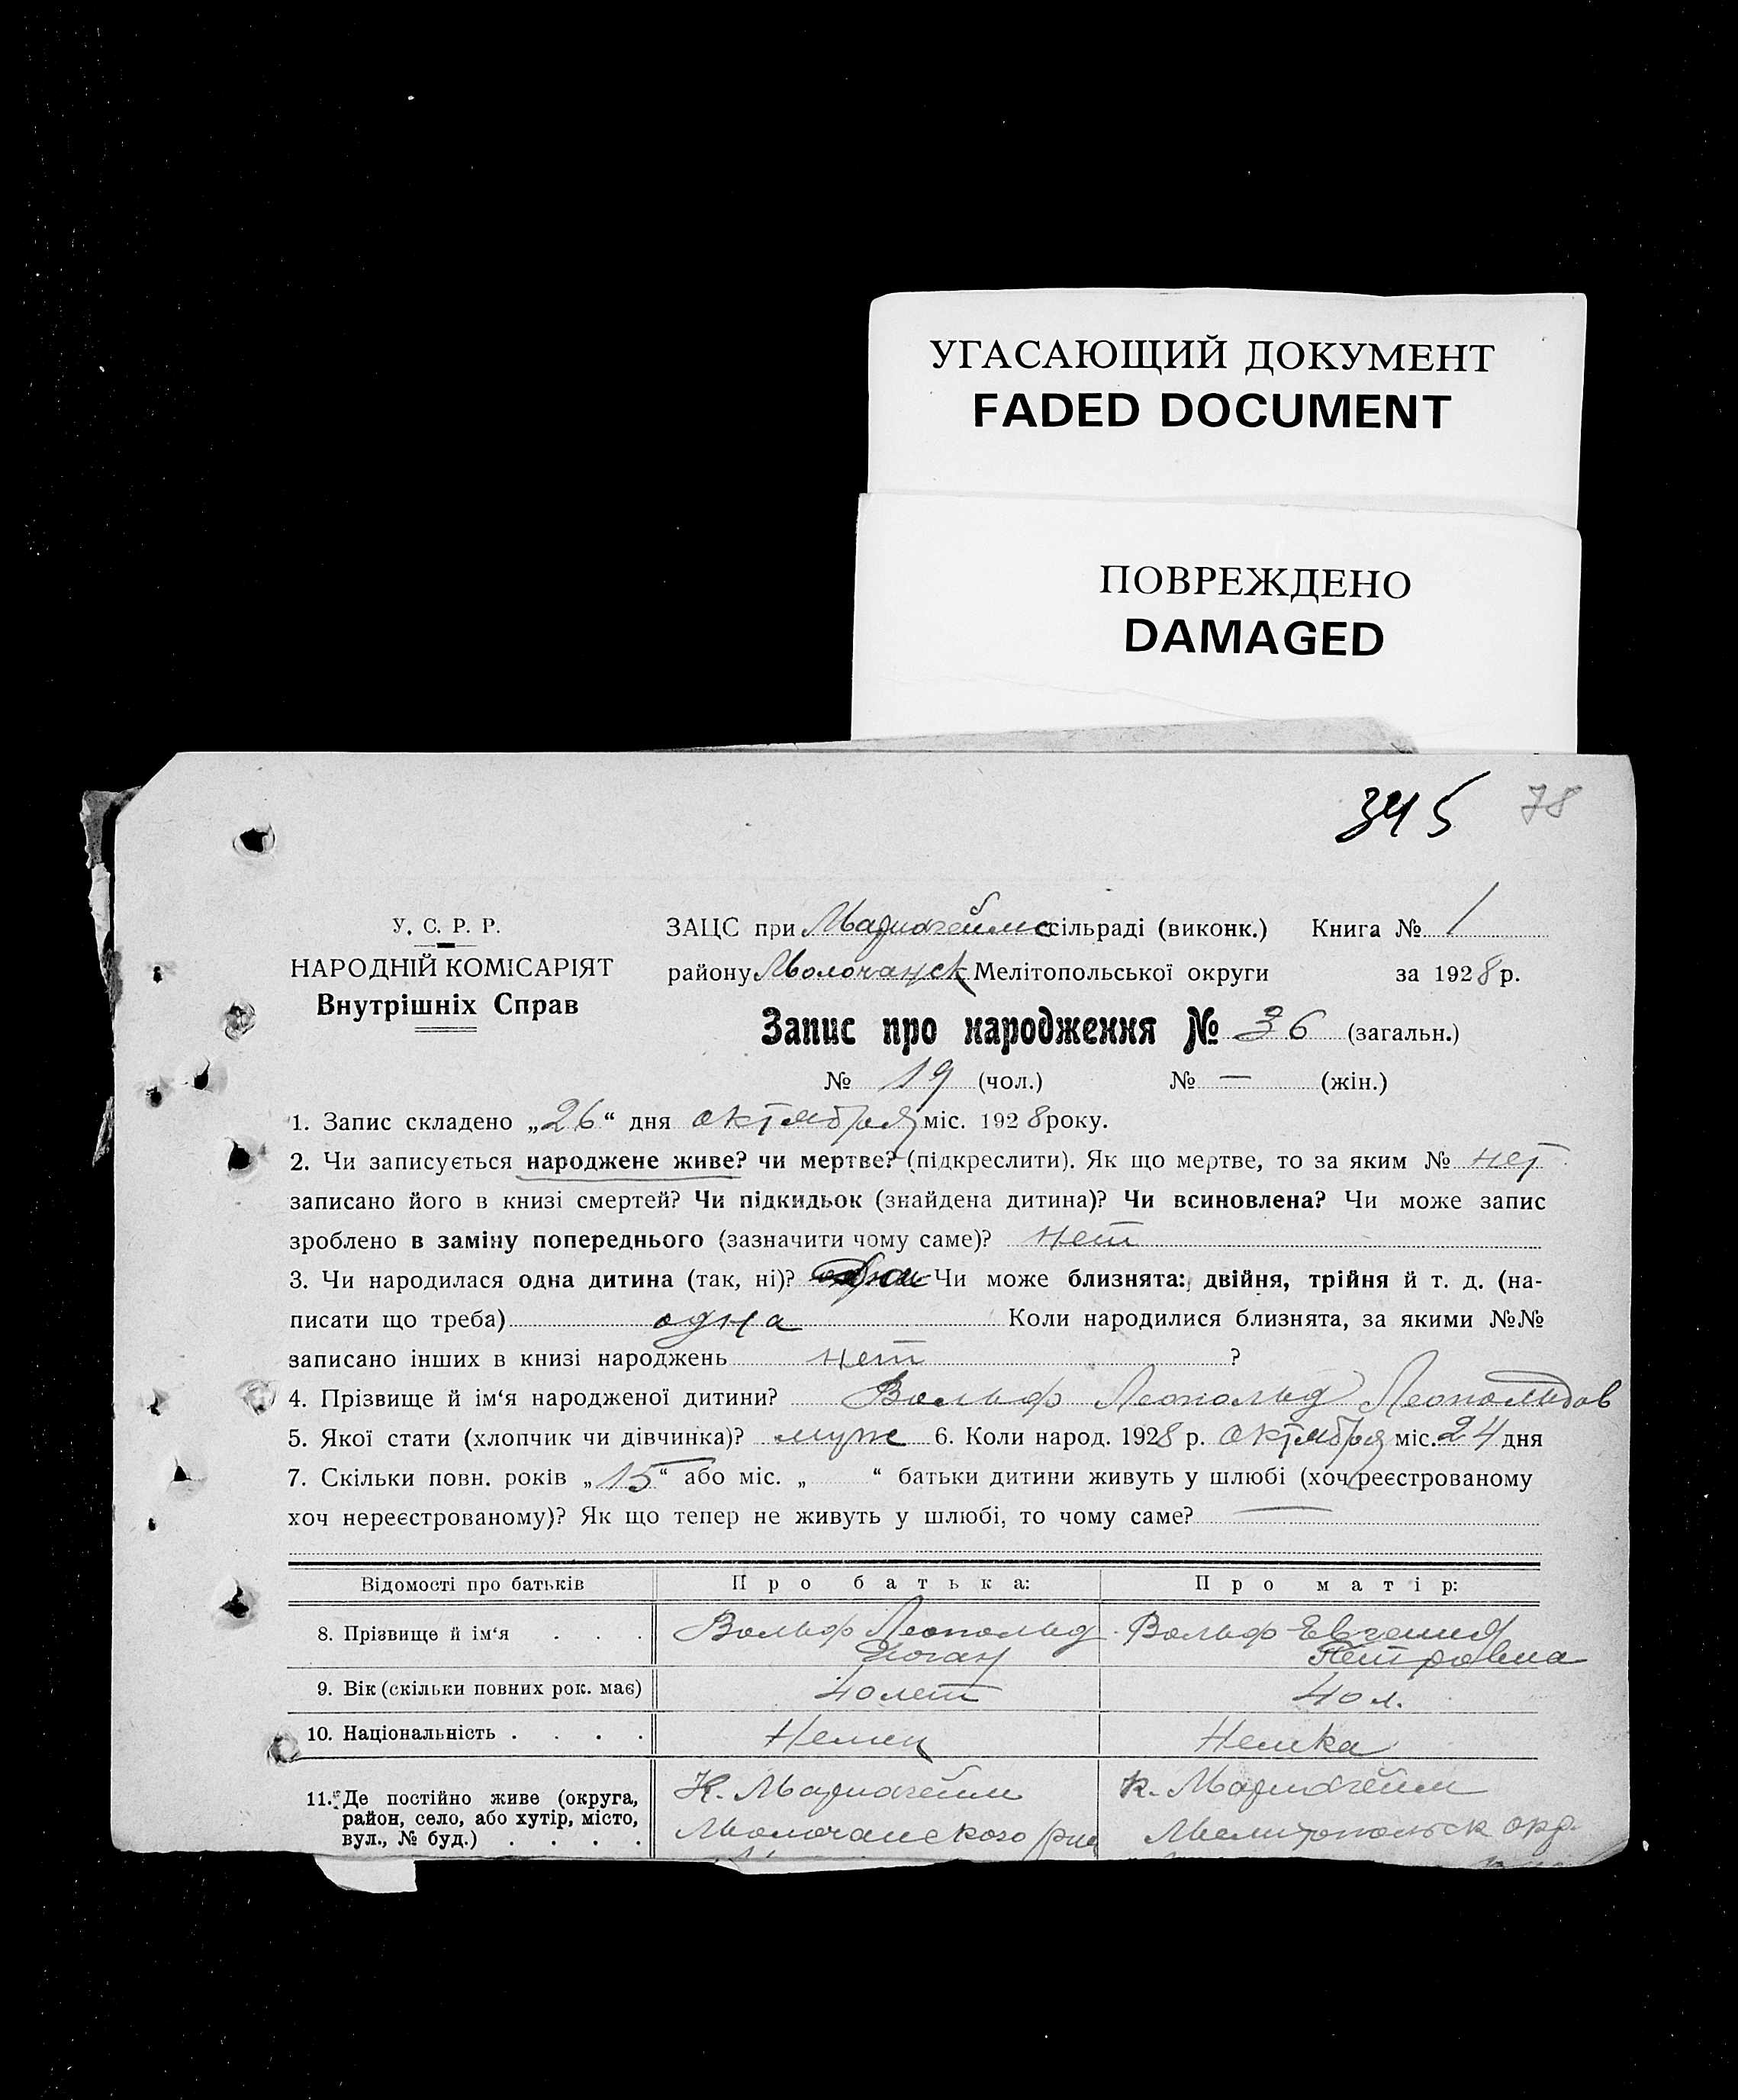 УГАСАЮЩИЙ ДОКУМЕНТ
FADED DOCUMENT
ПОВРЕЖДЕНО
DAMAGED
345 78
У. С. Р. Р.
НАРОДНІЙ КОМІСАРІЯТ
Внутрішніх Справ
ЗАЦС при Мариагеймс сільраді (виконк.) Книга № 1
району Молочанск Мелітопольської округи за 1928 р.
Запис про народження № 36 (загальн.)
№ 19 (чол.) № — (жін.)
1. Запис складено „26“ дня октября міс. 1928 року.
2. Чи записується народжене живе? чи мертве? (підкреслити). Як що мертве, то за яким № нет
записано його в книзі смертей? Чи підкидьок (знайдена дитина)? Чи всиновлена? Чи може запис
зроблено в заміну попереднього (зазначити чому саме)? нет
3. Чи народилася одна дитина (так, ні)? Чи може близнята: двійня, трійня й т. д. (на-
писати що треба) одна Коли народилися близнята, за якими №№
записано інших в книзі народжень нет ?
4. Прізвище й ім‘я народженої дитини? Вольф Леопольд Леопольдов
5. Якої стати (хлопчик чи дівчинка)? муж 6. Коли народ. 1928 р. октября міс. 24 дня
7. Скільки повн. років „15“ або міс. „ “ батьки дитини живуть у шлюбі (хоч реєстрованому
хоч нереєстрованому)? Як що тепер не живуть у шлюбі, то чому саме? —
Відомості про батьків Про батька: Про матір:
8. Прізвище й ім‘я . . . Вольф Леопольд Вольф Евгения
Иоган Петровна
9. Вік (скільки повних рок. має) 40 лет 40 л.
10. Національність . . . . Немец Немка
11. Де постійно живе (округа, К. Мариагейм к. Мариагейм
район, село, або хутір, місто,
вул., № буд.) . . . . Молочанского Мелитопольск окр.